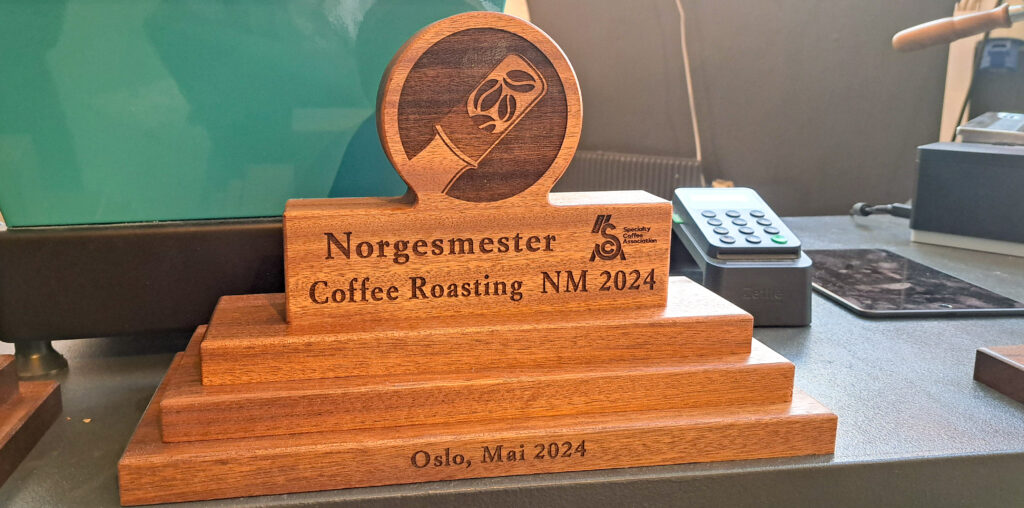 Norgesmester
Specialty
Coffee
Association
Coffee Roasting NM 2024
Oslo, Mai 2024
Zettle